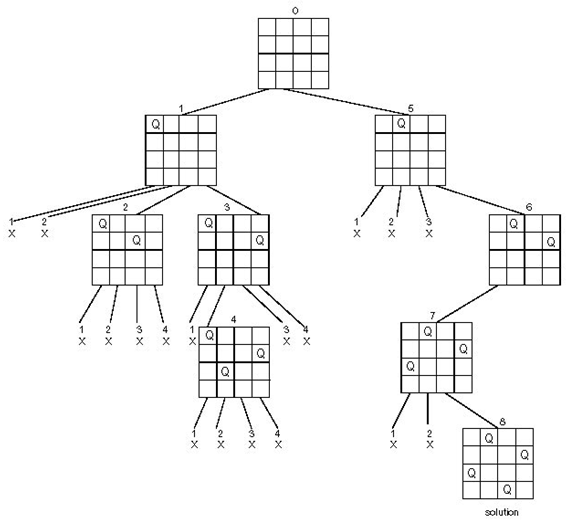 0
1 5
Q Q
1 2 2 3 1 2 3 6
X X Q Q X X X Q
Q Q Q
4 7
1 2 3 4 1 3 4 Q
X X X X X Q X X Q
Q Q
Q
1 2 3 4 1 2 8
X X X X X X Q
Q
Q
Q
solution